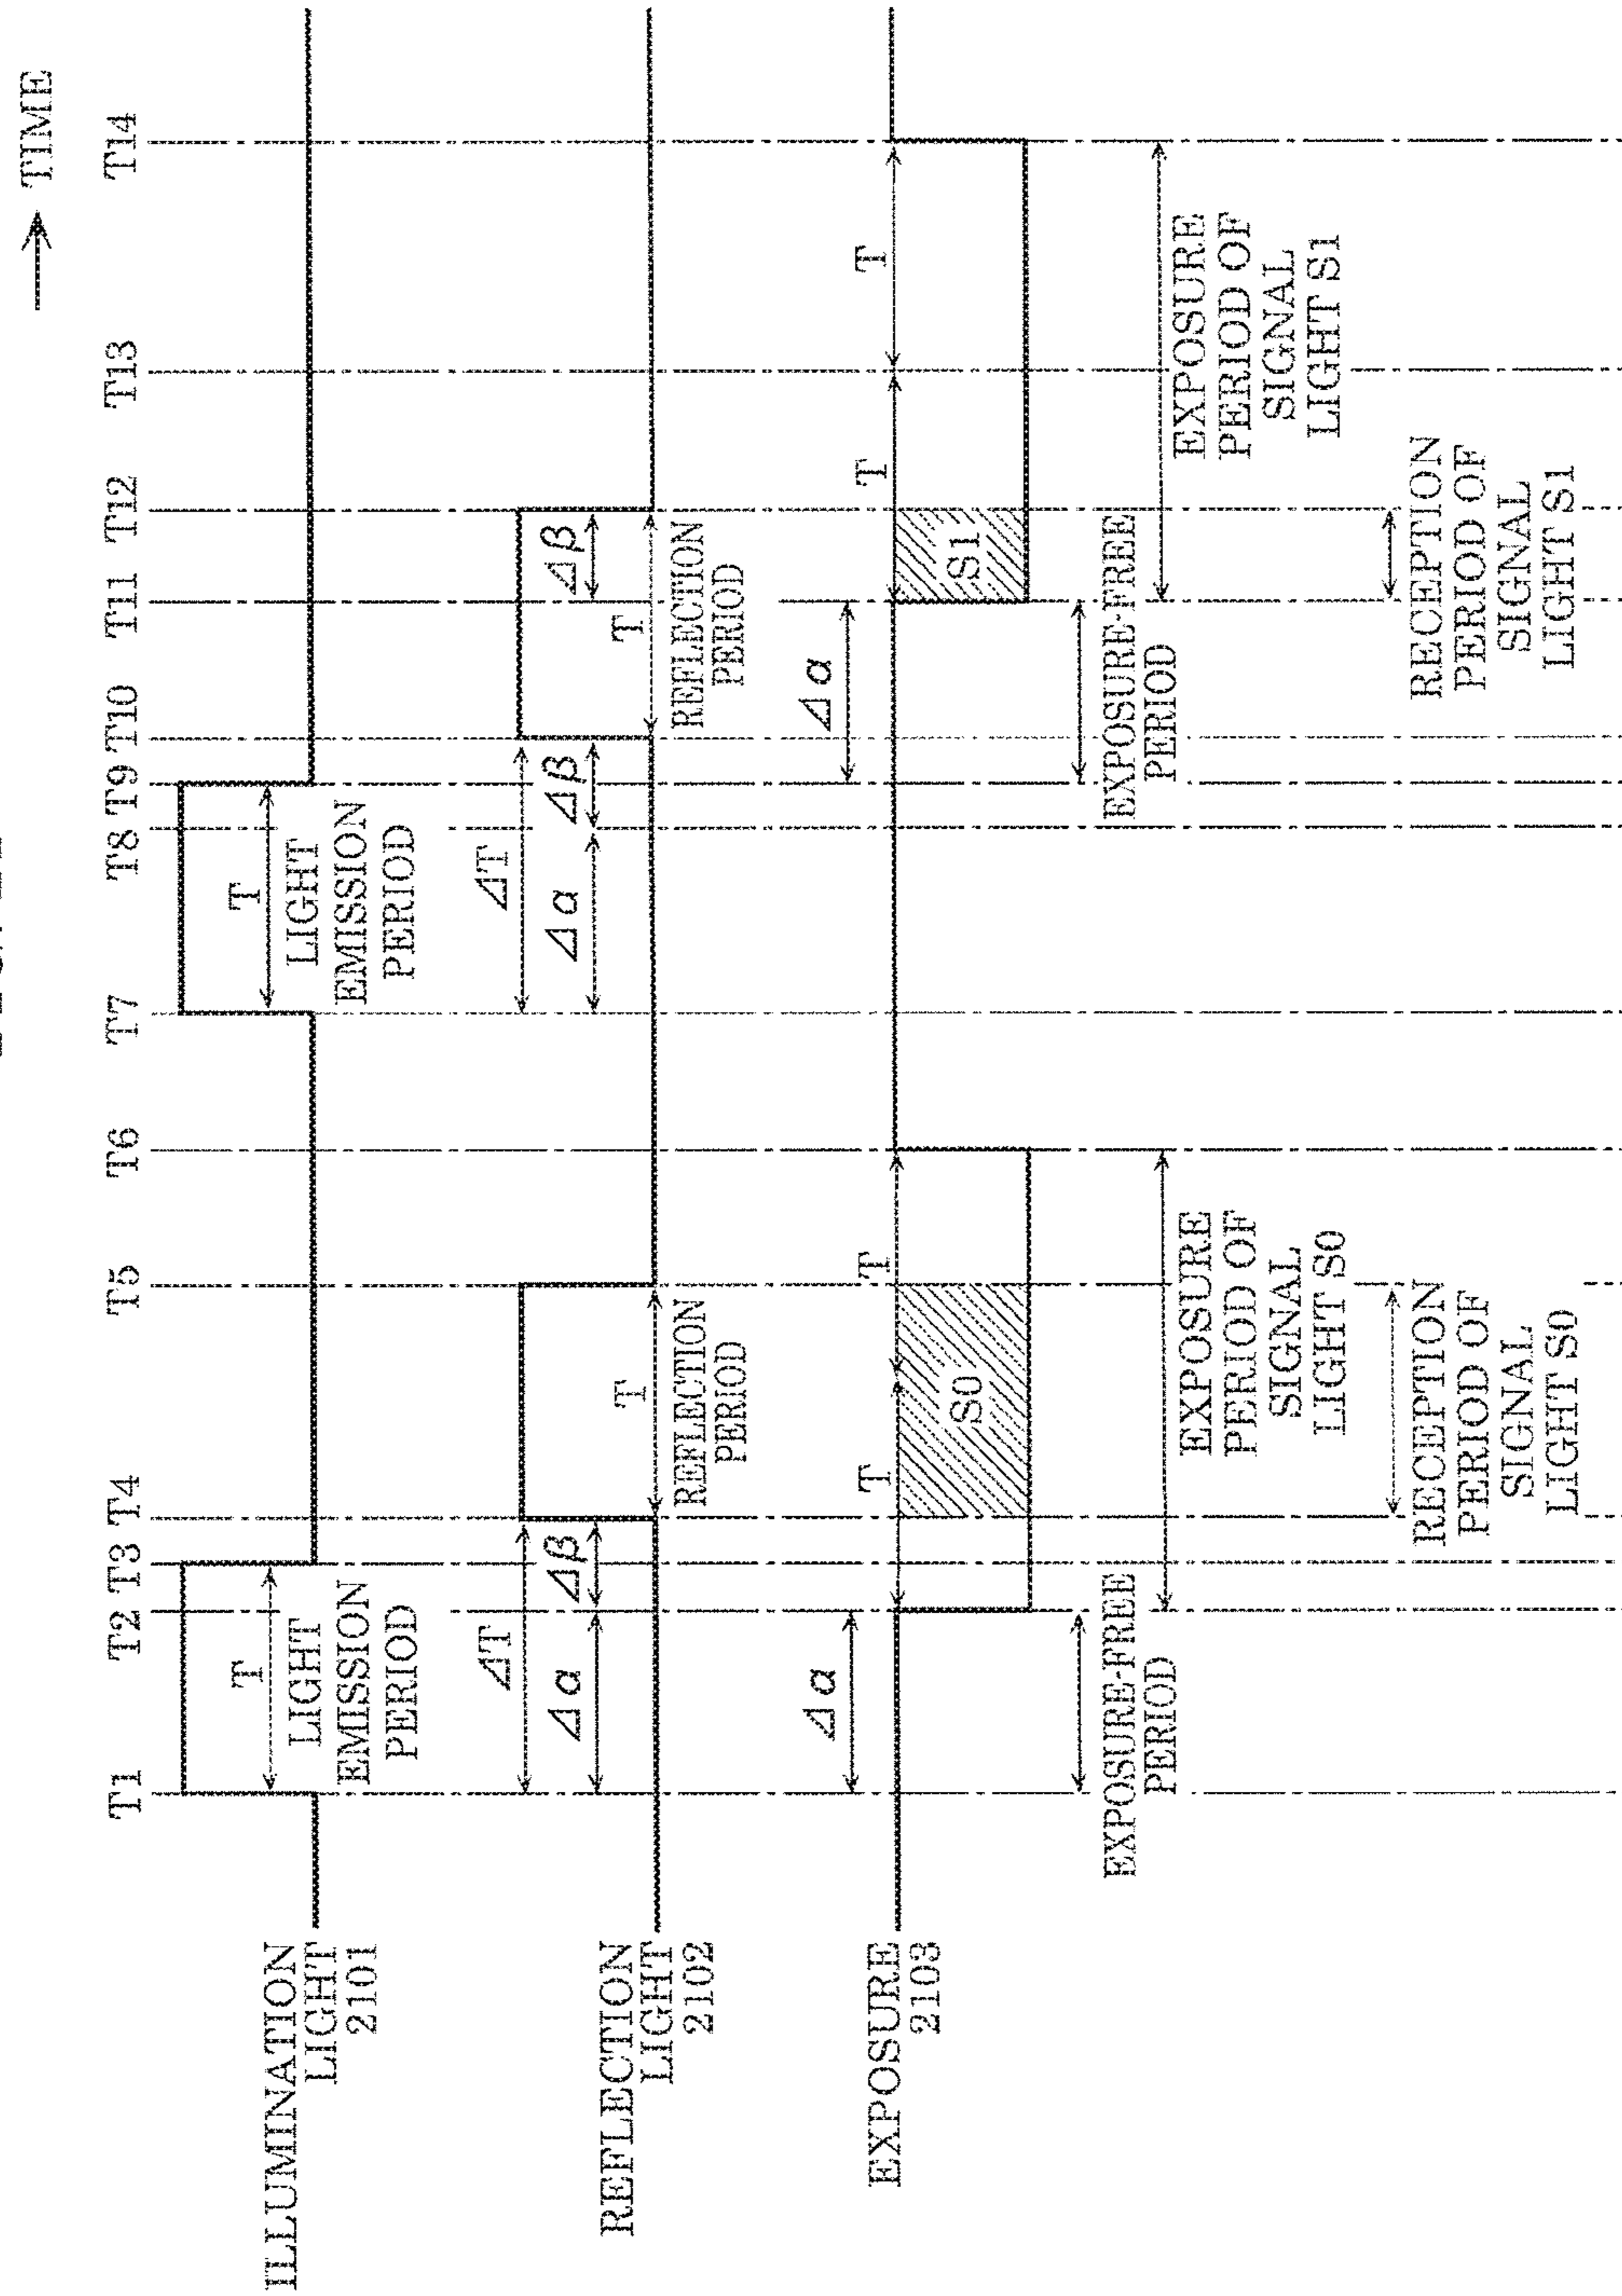 → TIME
T1
T2
T3
T4
T5
T6
T7
T8
T9
T10
T11
T12
T13
T14
ILLUMINATION
LIGHT
2101
T
LIGHT
EMISSION
PERIOD
T
LIGHT
EMISSION
PERIOD
REFLECTION
LIGHT
2102
ΔT
Δα
Δβ
T
REFLECTION
PERIOD
ΔT
Δα
Δβ
Δβ
T
REFLECTION
PERIOD
EXPOSURE
2103
Δα
T
T
S0
Δα
T
T
S1
EXPOSURE-FREE
PERIOD
EXPOSURE
PERIOD OF
SIGNAL
LIGHT S0
EXPOSURE-FREE
PERIOD
EXPOSURE
PERIOD OF
SIGNAL
LIGHT S1
RECEPTION
PERIOD OF
SIGNAL
LIGHT S0
RECEPTION
PERIOD OF
SIGNAL
LIGHT S1